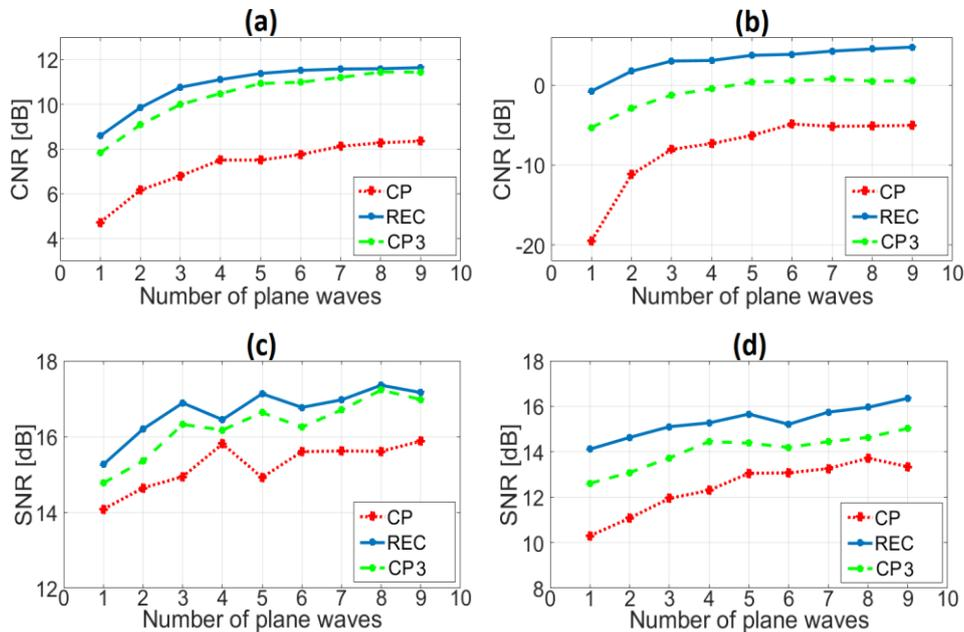 (a)
CNR [dB]
12
10
8
6
4
0 1 2 3 4 5 6 7 8 9 10
Number of plane waves
CP
REC
CP3
(b)
CNR [dB]
0
-10
-20
0 1 2 3 4 5 6 7 8 9 10
Number of plane waves
CP
REC
CP3
(c)
SNR [dB]
18
16
14
12
0 1 2 3 4 5 6 7 8 9 10
Number of plane waves
CP
REC
CP3
(d)
SNR [dB]
18
16
14
12
10
8
0 1 2 3 4 5 6 7 8 9 10
Number of plane waves
CP
REC
CP3